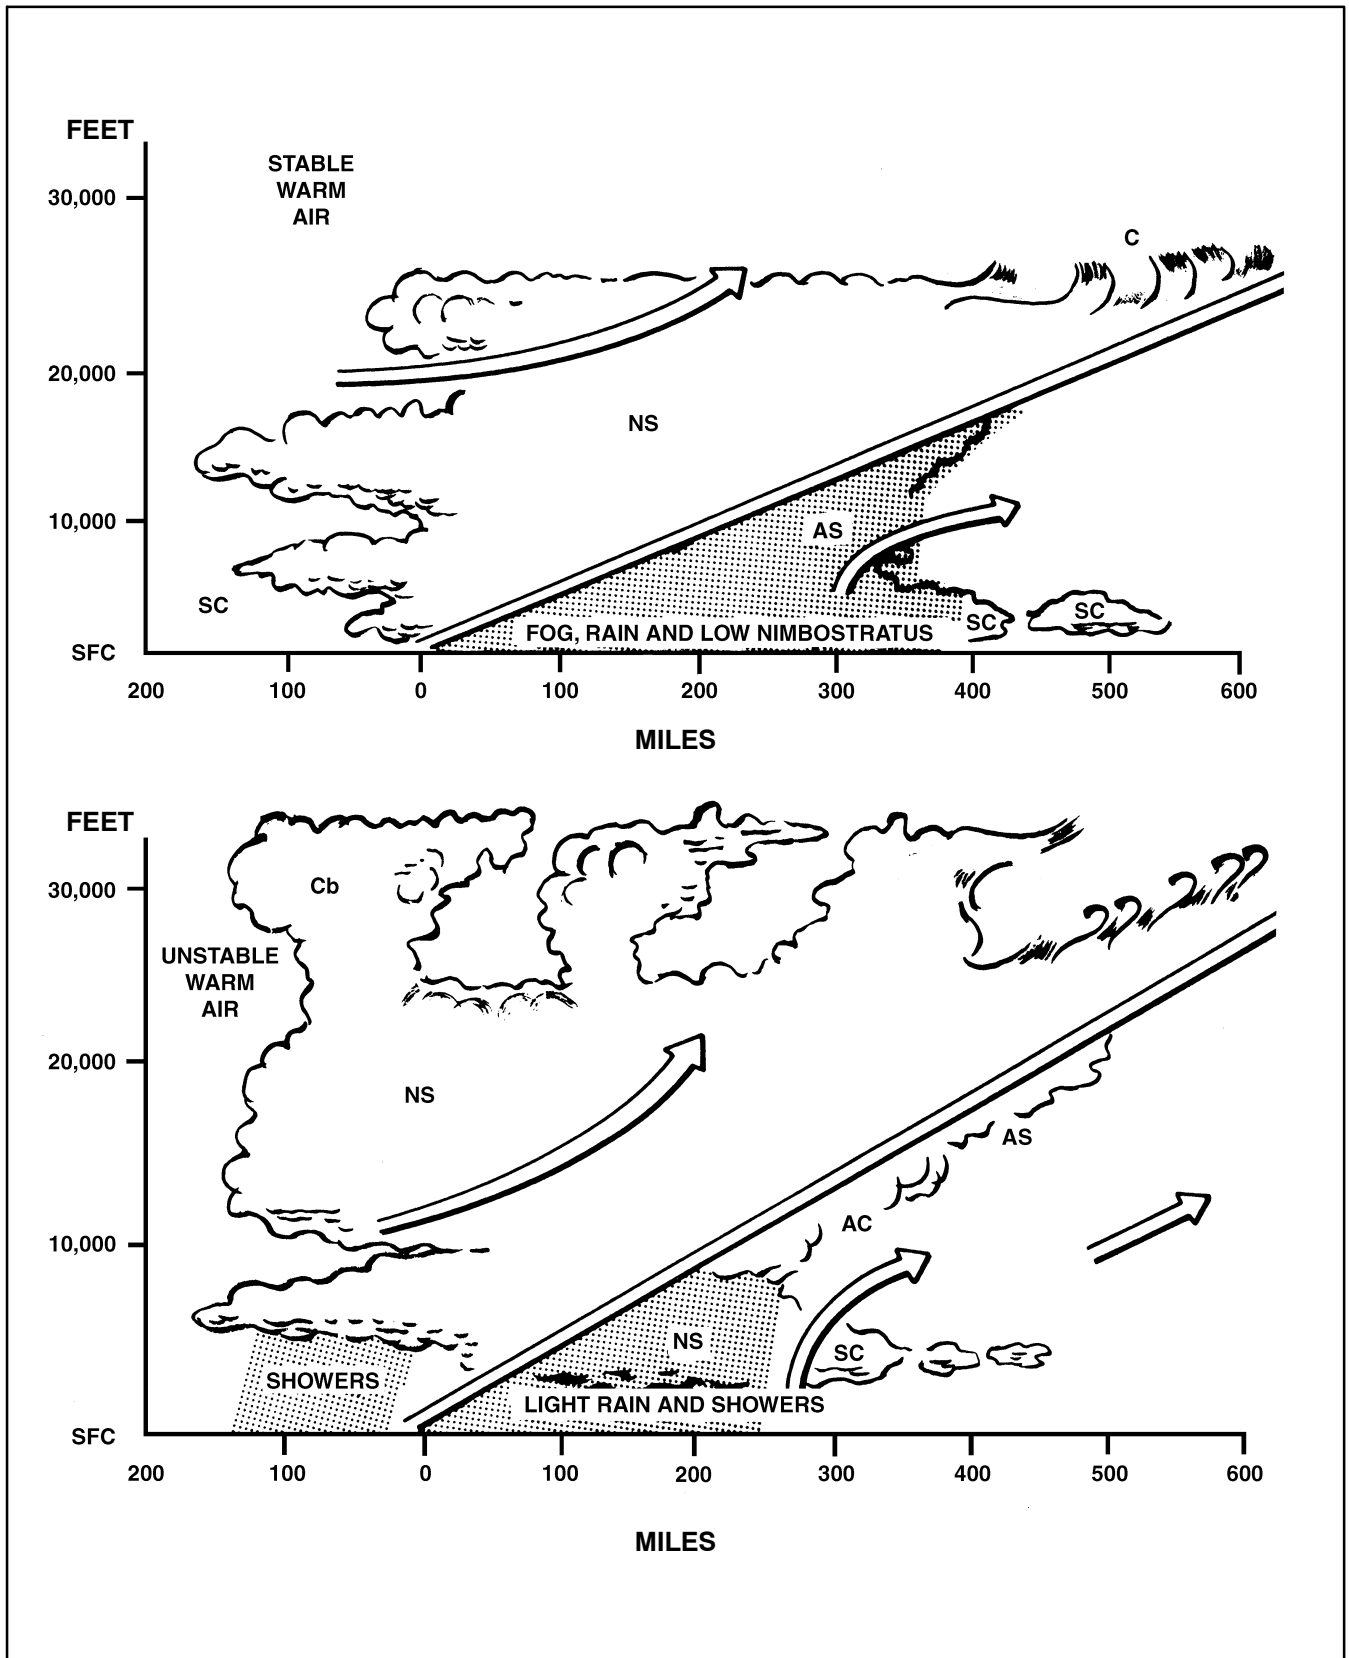 FEET
STABLE
WARM
AIR
30,000
C
20,000
NS
10,000
AS
SC
SC
SC
FOG, RAIN AND LOW NIMBOSTRATUS
SFC
200 100 0 100 200 300 400 500 600
MILES
FEET
30,000
Cb
UNSTABLE
WARM
AIR
20,000
NS
AS
AC
10,000
NS
SC
SHOWERS
LIGHT RAIN AND SHOWERS
SFC
200 100 0 100 200 300 400 500 600
MILES